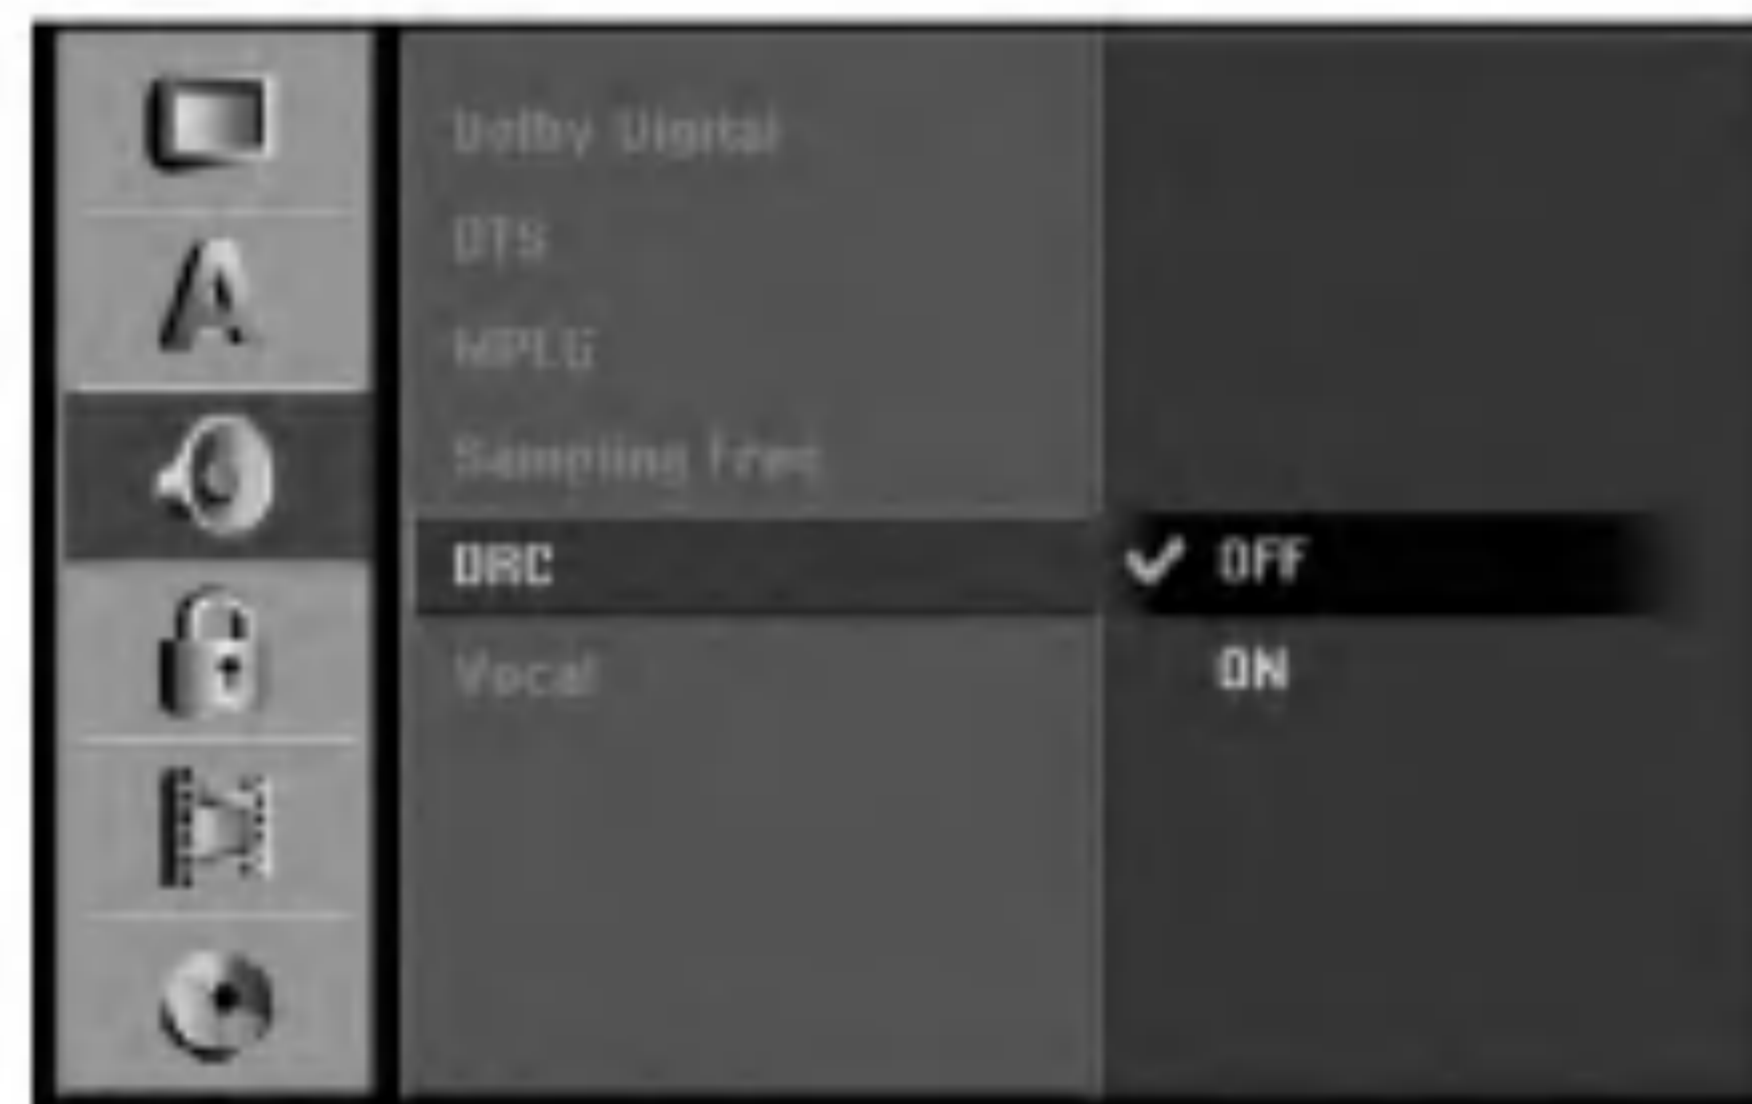 Dolby Digital
DTS
MPEG
Sampling Freq
DRC
OFF
ON
Vocal